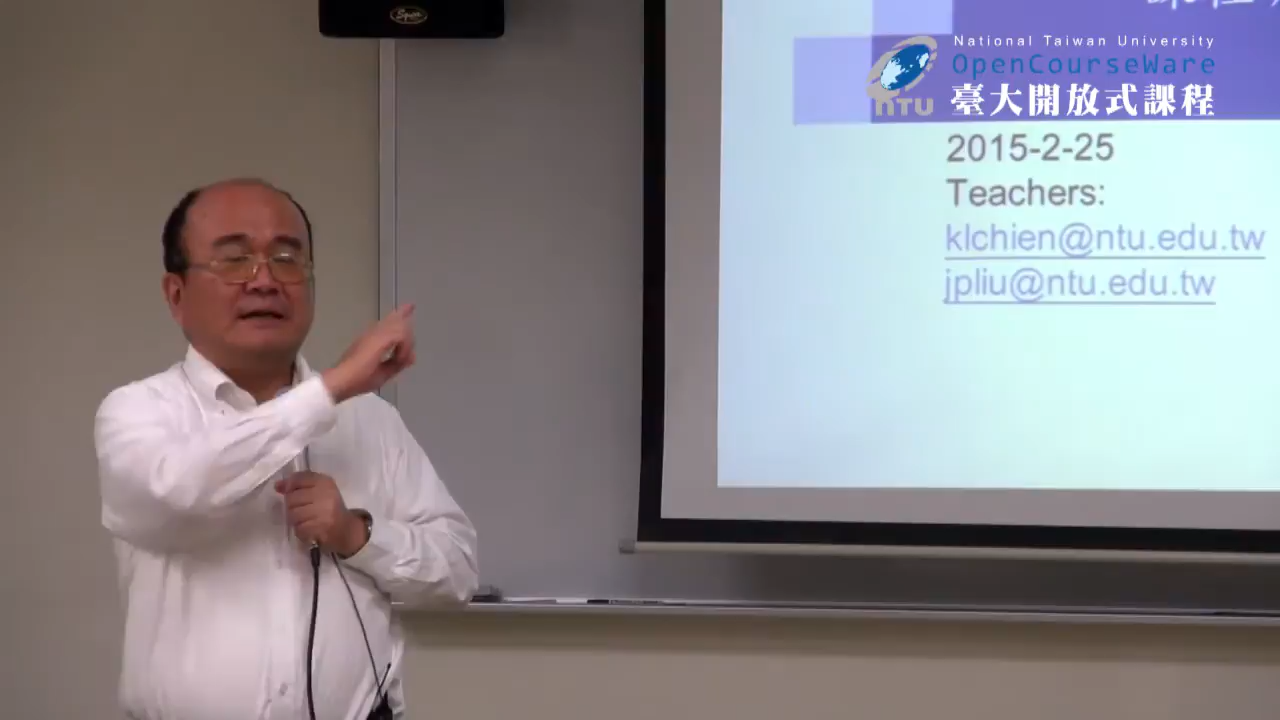 National Taiwan University
OpenCourseWare
NTU 臺大開放式課程
2015-2-25
Teachers:
klchien@ntu.edu.tw
jpliu@ntu.edu.tw